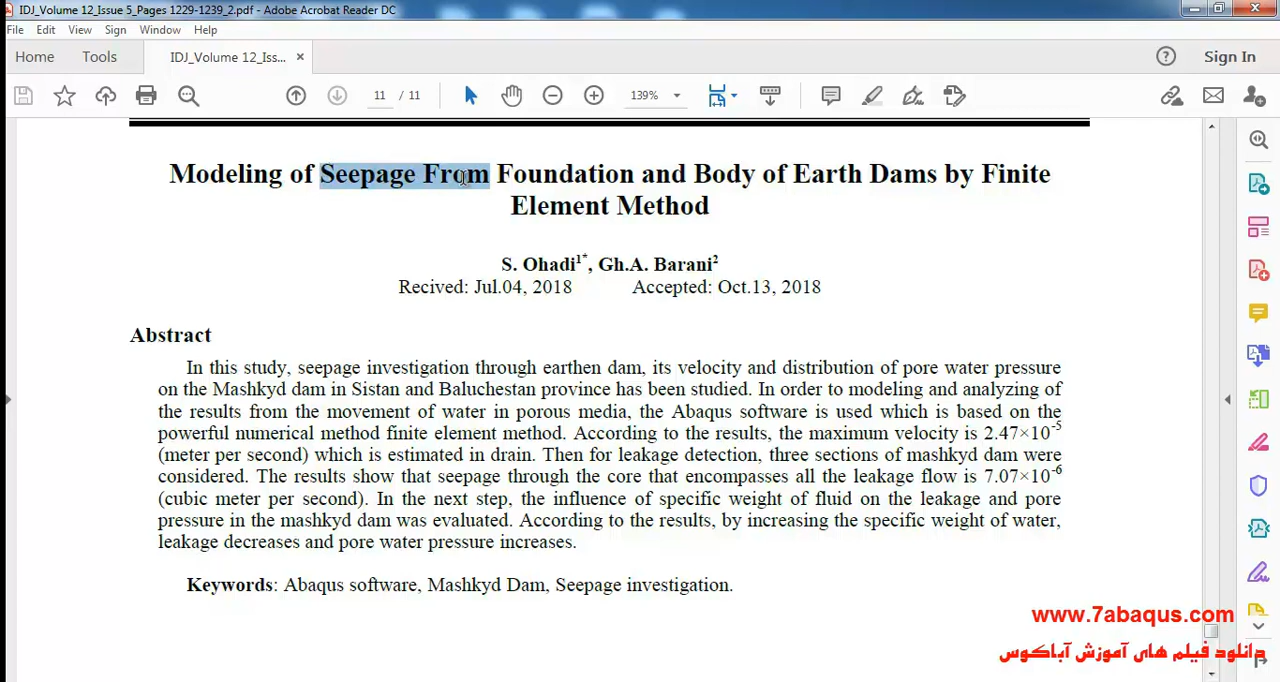 IDJ_Volume 12_Issue 5_Pages 1229-1239_2.pdf - Adobe Acrobat Reader DC
File Edit View Sign Window Help
Home Tools IDJ_Volume 12_Iss... × Sign In
11 / 11 139%
Modeling of Seepage From Foundation and Body of Earth Dams by Finite
Element Method
S. Ohadi1*, Gh.A. Barani2
Recived: Jul.04, 2018 Accepted: Oct.13, 2018
Abstract
In this study, seepage investigation through earthen dam, its velocity and distribution of pore water pressure
on the Mashkyd dam in Sistan and Baluchestan province has been studied. In order to modeling and analyzing of
the results from the movement of water in porous media, the Abaqus software is used which is based on the
powerful numerical method finite element method. According to the results, the maximum velocity is 2.47×10-5
(meter per second) which is estimated in drain. Then for leakage detection, three sections of mashkyd dam were
considered. The results show that seepage through the core that encompasses all the leakage flow is 7.07×10-6
(cubic meter per second). In the next step, the influence of specific weight of fluid on the leakage and pore
pressure in the mashkyd dam was evaluated. According to the results, by increasing the specific weight of water,
leakage decreases and pore water pressure increases.
Keywords: Abaqus software, Mashkyd Dam, Seepage investigation.
www.7abaqus.com
دانلود فیلم های آموزش آباکوس